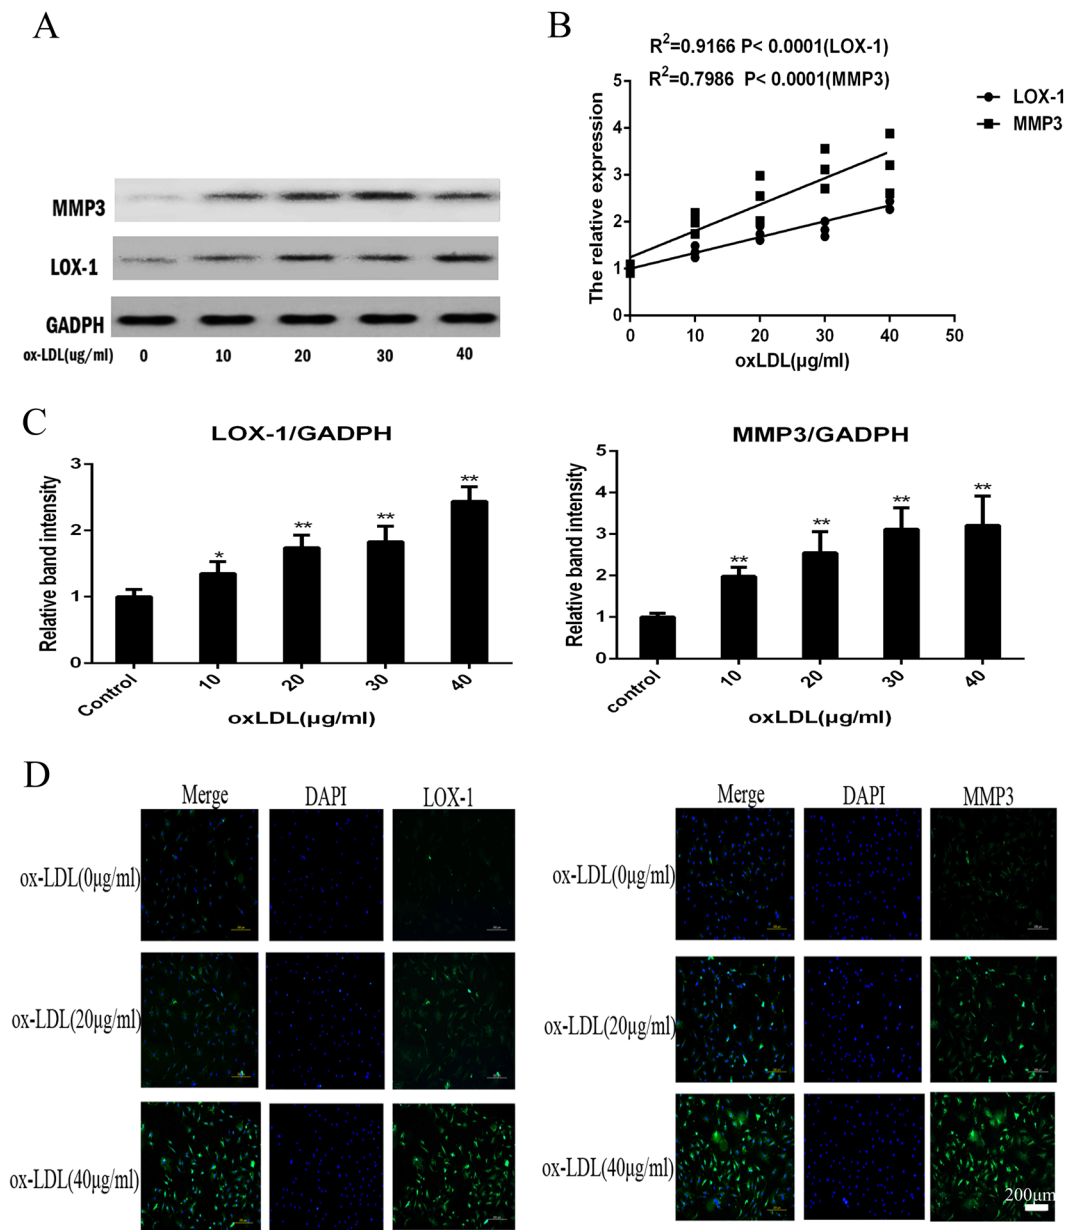 A
MMP3
LOX-1
GADPH
ox-LDL(ug/ml) 0 10 20 30 40
B
R²=0.9166 P< 0.0001(LOX-1)
R²=0.7986 P< 0.0001(MMP3)
The relative expression
5
4
3
2
1
0
0 10 20 30 40 50
oxLDL(µg/ml)
LOX-1
MMP3
C
LOX-1/GADPH
Relative band intensity
3
2
1
0
* ** ** **
Control 10 20 30 40
oxLDL(µg/ml)
MMP3/GADPH
Relative band intensity
5
4
3
2
1
0
** ** ** **
control 10 20 30 40
oxLDL(µg/ml)
D
Merge DAPI LOX-1
ox-LDL(0µg/ml)
ox-LDL(20µg/ml)
ox-LDL(40µg/ml)
Merge DAPI MMP3
ox-LDL(0µg/ml)
ox-LDL(20µg/ml)
ox-LDL(40µg/ml)
200µm